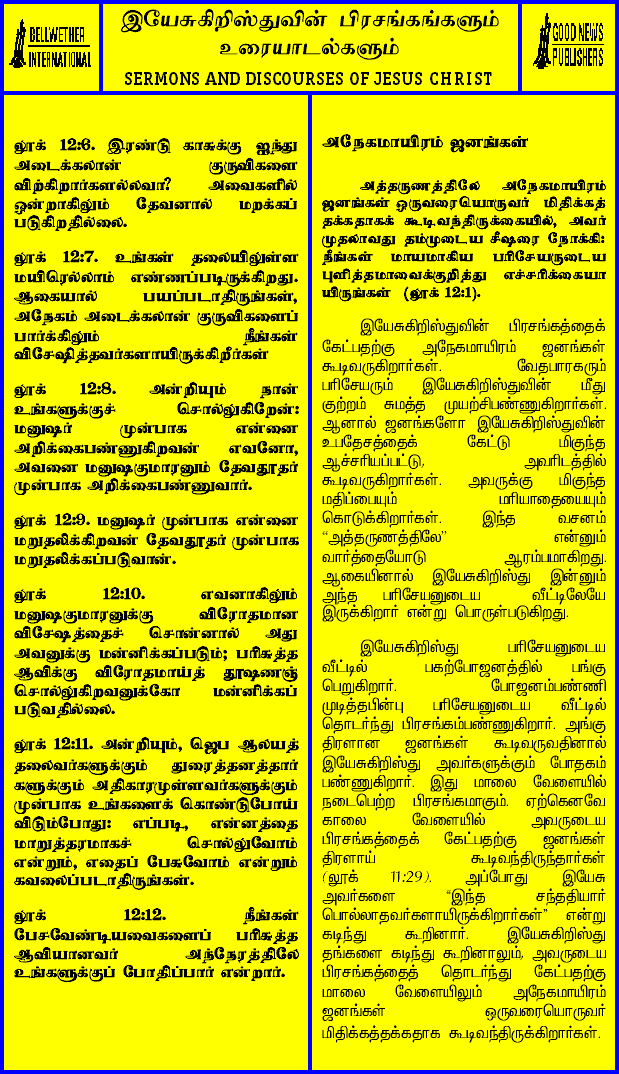 BELLWETHER
INTERNATIONAL
இயேசுகிறிஸ்துவின் பிரசங்கங்களும்
உரையாடல்களும்
SERMONS AND DISCOURSES OF JESUS CHRIST
GOOD NEWS
PUBLISHERS
லூக் 12:6. இரண்டு காசுக்கு ஐந்து
அடைக்கலான் குருவிகளை
விற்கிறார்களல்லவா? அவைகளில்
ஒன்றாகிலும் தேவனால் மறக்கப்
படுகிறதில்லை.
லூக் 12:7. உங்கள் தலையிலுள்ள
மயிரெல்லாம் எண்ணப்படிருக்கிறது.
ஆகையால் பயப்படாதிருங்கள்,
அநேகம் அடைக்கலான் குருவிகளைப்
பார்க்கிலும் நீங்கள்
விசேஷித்தவர்களாயிருக்கிறீர்கள்
லூக் 12:8. அன்றியும் நான்
உங்களுக்குச் சொல்லுகிறேன்:
மனுஷர் முன்பாக என்னை
அறிக்கைபண்ணுகிறவன் எவனோ,
அவனை மனுஷகுமாரனும் தேவதூதர்
முன்பாக அறிக்கைபண்ணுவார்.
லூக் 12:9. மனுஷர் முன்பாக என்னை
மறுதலிக்கிறவன் தேவதூதர் முன்பாக
மறுதலிக்கப்படுவான்.
லூக் 12:10. எவனாகிலும்
மனுஷகுமாரனுக்கு விரோதமான
விசேஷத்தைச் சொன்னால் அது
அவனுக்கு மன்னிக்கப்படும்; பரிசுத்த
ஆவிக்கு விரோதமாய்த் தூஷணஞ்
சொல்லுகிறவனுக்கோ மன்னிக்கப்
படுவதில்லை.
லூக் 12:11. அன்றியும், ஜெப ஆலயத்
தலைவர்களுக்கும் துரைத்தனத்தார்
களுக்கும் அதிகாரமுள்ளவர்களுக்கும்
முன்பாக உங்களைக் கொண்டுபோய்
விடும்போது: எப்படி, என்னத்தை
மாறுத்தரமாகச் சொல்லுவோம்
என்றும், எதைப் பேசுவோம் என்றும்
கவலைப்படாதிருங்கள்.
லூக் 12:12. நீங்கள்
பேசவேண்டியவைகளைப் பரிசுத்த
ஆவியானவர் அந்நேரத்திலே
உங்களுக்குப் போதிப்பார் என்றார்.
அநேகமாயிரம் ஜனங்கள்
அத்தருணத்திலே அநேகமாயிரம்
ஜனங்கள் ஒருவரையொருவர் மிதிக்கத்
தக்கதாகக் கூடிவந்திருக்கையில், அவர்
முதலாவது தம்முடைய சீஷரை நோக்கி:
நீங்கள் மாயமாகிய பரிசேயருடைய
புளித்தமாவைக்குறித்து எச்சரிக்கையா
யிருங்கள் (லூக் 12:1).
இயேசுகிறிஸ்துவின் பிரசங்கத்தைக்
கேட்பதற்கு அநேகமாயிரம் ஜனங்கள்
கூடிவருகிறார்கள். வேதபாரகரும்
பரிசேயரும் இயேசுகிறிஸ்துவின் மீது
குற்றம் சுமத்த முயற்சிபண்ணுகிறார்கள்.
ஆனால் ஜனங்களோ இயேசுகிறிஸ்துவின்
உபதேசத்தைக் கேட்டு மிகுந்த
ஆச்சரியப்பட்டு, அவரிடத்தில்
கூடிவருகிறார்கள். அவருக்கு மிகுந்த
மதிப்பையும் மரியாதையையும்
கொடுக்கிறார்கள். இந்த வசனம்
“அத்தருணத்திலே” என்னும்
வார்த்தையோடு ஆரம்பமாகிறது.
ஆகையினால் இயேசுகிறிஸ்து இன்னும்
அந்த பரிசேயனுடைய வீட்டிலேயே
இருக்கிறார் என்று பொருள்படுகிறது.
இயேசுகிறிஸ்து பரிசேயனுடைய
வீட்டில் பகற்போஜனத்தில் பங்கு
பெறுகிறார். போஜனம்பண்ணி
முடித்தபின்பு பரிசேயனுடைய வீட்டில்
தொடர்ந்து பிரசங்கம்பண்ணுகிறார். அங்கு
திரளான ஜனங்கள் கூடிவருவதினால்
இயேசுகிறிஸ்து அவர்களுக்கும் போதகம்
பண்ணுகிறார். இது மாலை வேளையில்
நடைபெற்ற பிரசங்கமாகும். ஏற்கெனவே
காலை வேளையில் அவருடைய
பிரசங்கத்தைக் கேட்பதற்கு ஜனங்கள்
திரளாய் கூடிவந்திருந்தார்கள்
(லூக் 11:29). அப்போது இயேசு
அவர்களை “இந்த சந்ததியார்
பொல்லாதவர்களாயிருக்கிறார்கள்” என்று
கடிந்து கூறினார். இயேசுகிறிஸ்து
தங்களை கடிந்து கூறினாலும், அவருடைய
பிரசங்கத்தைத் தொடர்ந்து கேட்பதற்கு
மாலை வேளையிலும் அநேகமாயிரம்
ஜனங்கள் ஒருவரையொருவர்
மிதிக்கத்தக்கதாக கூடிவந்திருக்கிறார்கள்.